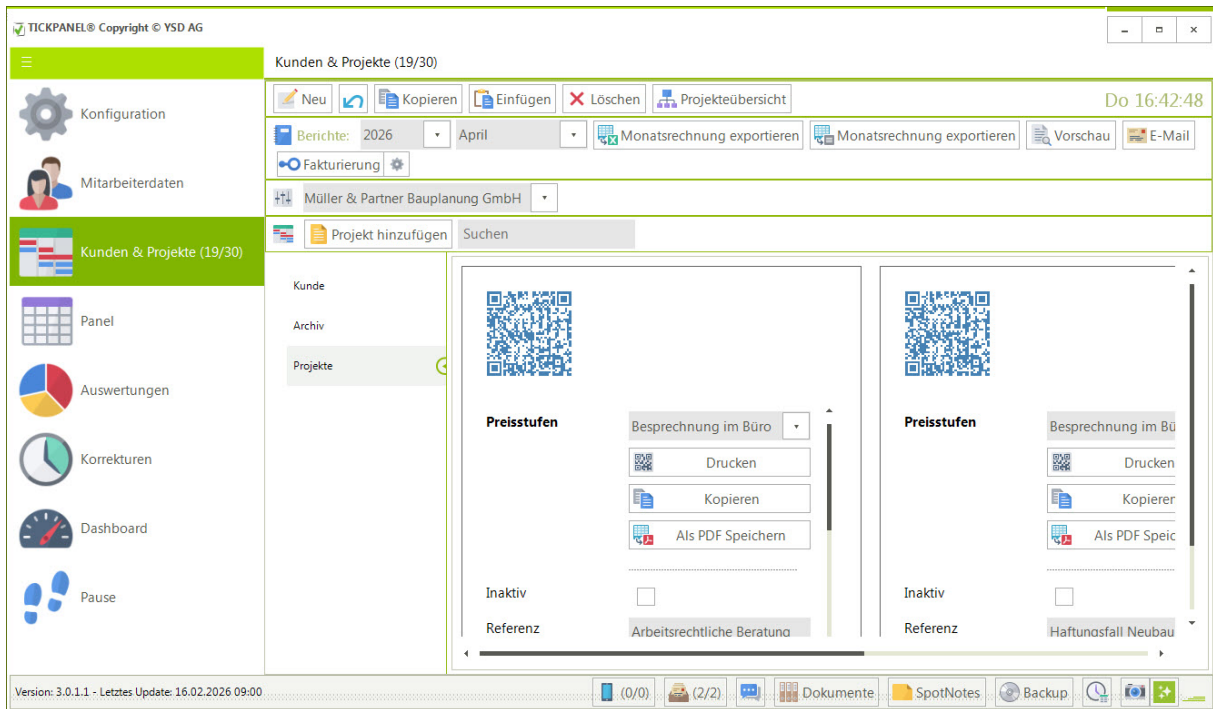 TICKPANEL® Copyright © YSD AG
Kunden & Projekte (19/30)
Neu Kopieren Einfügen Löschen Projekteübersicht Do 16:42:48
Berichte: 2026 April Monatsrechnung exportieren Monatsrechnung exportieren Vorschau E-Mail
Fakturierung
Müller & Partner Bauplanung GmbH
Projekt hinzufügen Suchen
Konfiguration
Mitarbeiterdaten
Kunden & Projekte (19/30)
Panel
Auswertungen
Korrekturen
Dashboard
Pause
Kunde
Archiv
Projekte
Preisstufen Besprechnung im Büro
Drucken
Kopieren
Als PDF Speichern
Inaktiv
Referenz Arbeitsrechtliche Beratung
Preisstufen Besprechnung im Bü
Drucken
Kopieren
Als PDF Speic
Inaktiv
Referenz Haftungsfall Neubau
Version: 3.0.1.1 - Letztes Update: 16.02.2026 09:00 (0/0) (2/2) Dokumente SpotNotes Backup